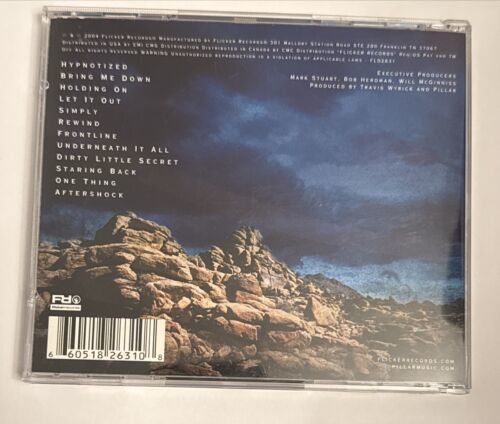 ℗ © 2004 Flicker Records Manufactured by Flicker Records 301 Mallory Station Road STE 200 Franklin TN 37067
Distributed in USA by EMI CMG Distribution Distributed in Canada by CMC Distribution "FLICKER RECORDS" Reg US Pat and TM
Off All rights reserved WARNING Unauthorized reproduction is a violation of applicable laws - FLD2631
Executive Producers
Mark Stuart, Bob Herdman, Will McGinniss
Produced by Travis Wyrick and Pillar
Hypnotized
Bring Me Down
Holding On
Let It Out
Simply
Rewind
Frontline
Underneath It All
Dirty Little Secret
Staring Back
One Thing
Aftershock
6 60518 26310 8
FLICKERRECORDS.COM
PILLARMUSIC.COM